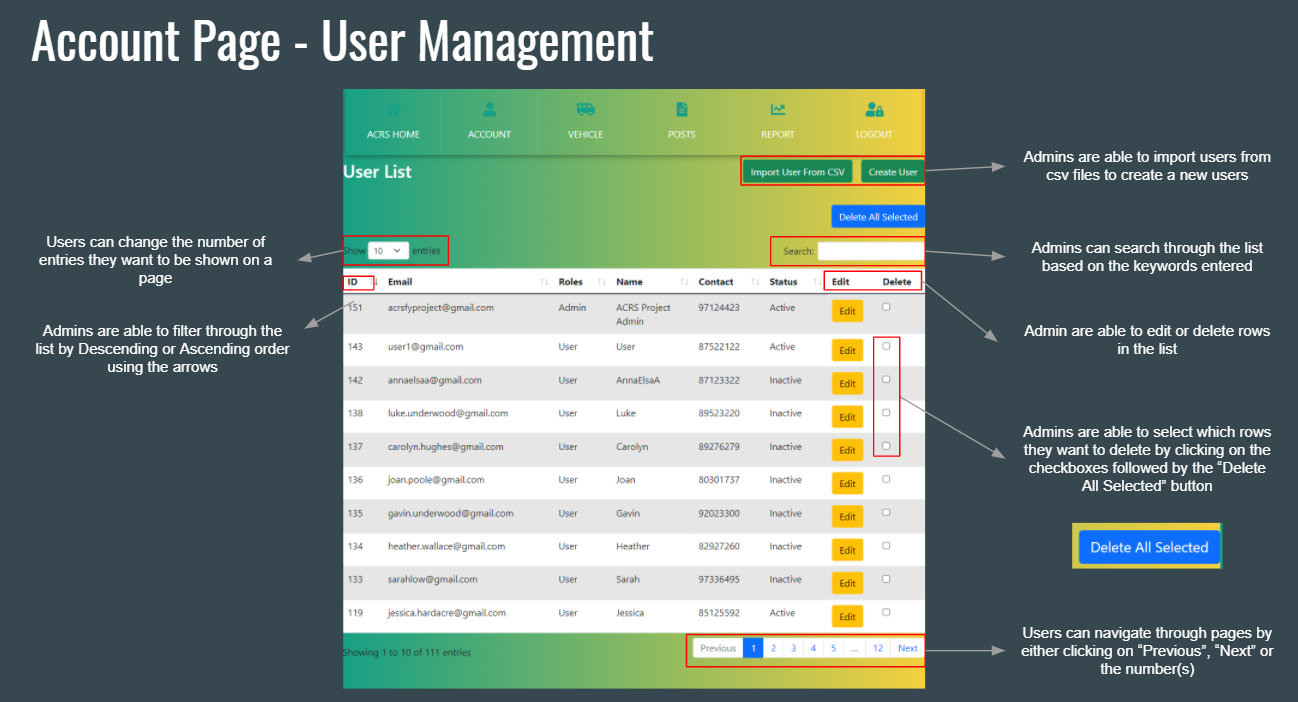 Account Page - User Management
ACRS HOME ACCOUNT VEHICLE POSTS REPORT LOGOUT
User List
Import User From CSV Create User
Delete All Selected
Show 10 entries
Search:
ID Email Roles Name Contact Status Edit Delete
151 acrsfyproject@gmail.com Admin ACRS Project Admin 97124423 Active Edit
143 user1@gmail.com User User 87522122 Active Edit
142 annaelsaa@gmail.com User AnnaElsaA 87123322 Inactive Edit
138 luke.underwood@gmail.com User Luke 89523220 Inactive Edit
137 carolyn.hughes@gmail.com User Carolyn 89276279 Inactive Edit
136 joan.poole@gmail.com User Joan 80301737 Inactive Edit
135 gavin.underwood@gmail.com User Gavin 92023300 Inactive Edit
134 heather.wallace@gmail.com User Heather 82927260 Inactive Edit
133 sarahlow@gmail.com User Sarah 97336495 Inactive Edit
119 jessica.hardacre@gmail.com User Jessica 85125592 Active Edit
Showing 1 to 10 of 111 entries
Previous 1 2 3 4 5 ... 12 Next
Users can change the number of
entries they want to be shown on a
page
Admins are able to filter through the
list by Descending or Ascending order
using the arrows
Admins are able to import users from
csv files to create a new users
Admins can search through the list
based on the keywords entered
Admin are able to edit or delete rows
in the list
Admins are able to select which rows
they want to delete by clicking on the
checkboxes followed by the “Delete
All Selected” button
Delete All Selected
Users can navigate through pages by
either clicking on “Previous”, “Next” or
the number(s)